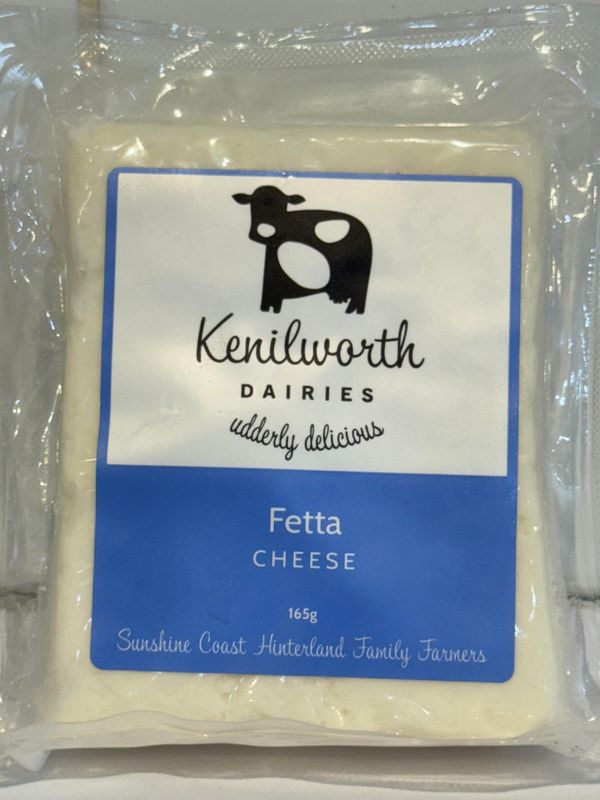 Kenilworth
DAIRIES
udderly delicious
Fetta
CHEESE
165g
Sunshine Coast Hinterland Family Farmers